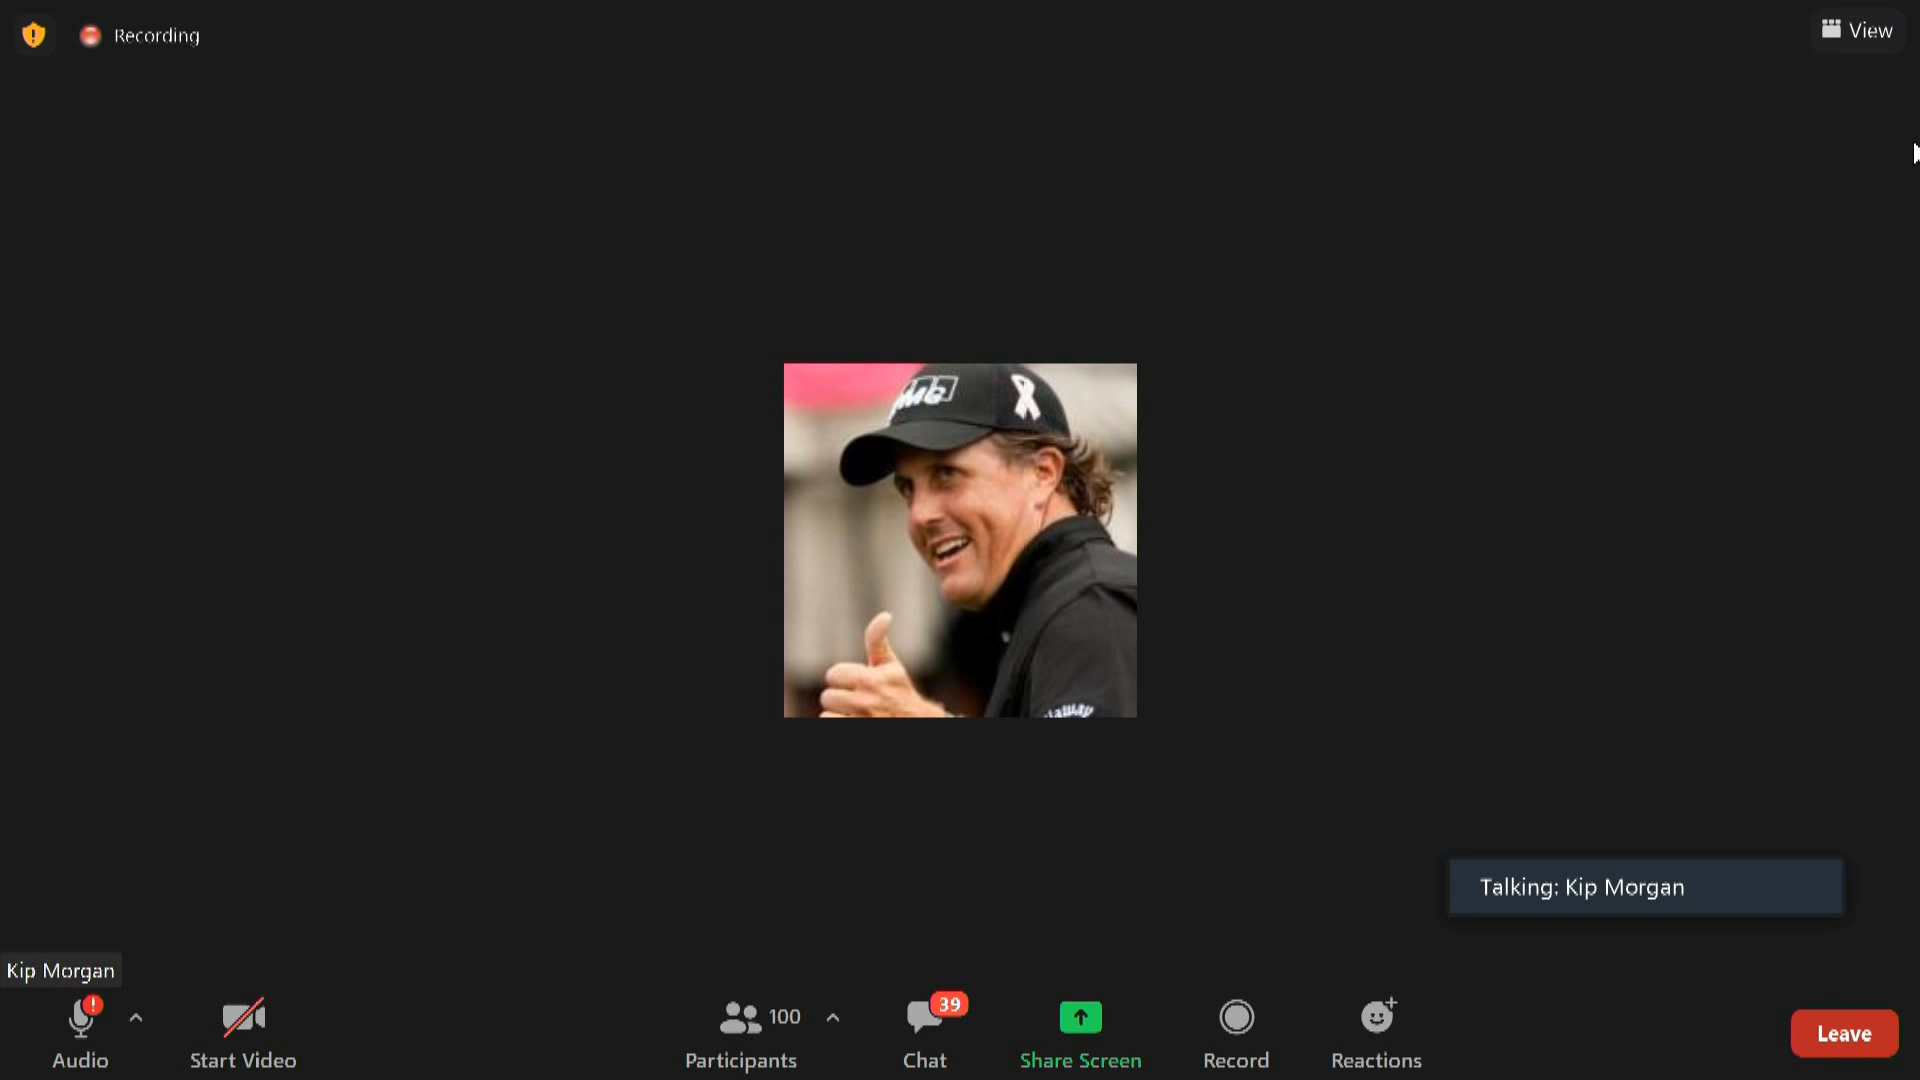 Recording
View
Talking: Kip Morgan
Kip Morgan
Audio
Start Video
100
Participants
39
Chat
Share Screen
Record
Reactions
Leave